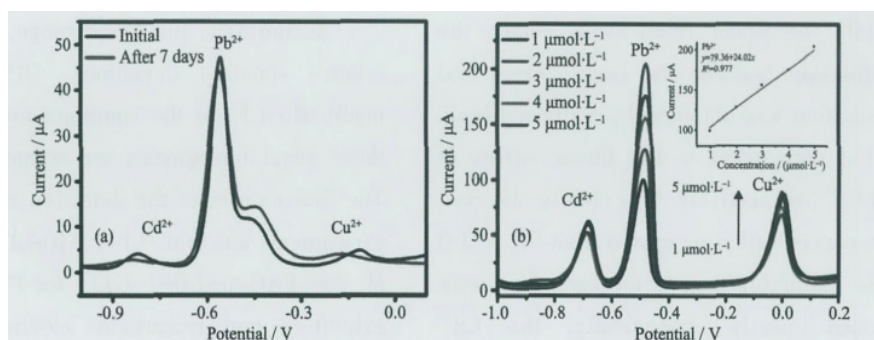 50
40
30
20
10
0
Current / μA
Initial
After 7 days
Pb²⁺
Cd²⁺
Cu²⁺
(a)
-0.9
-0.6
-0.3
0.0
Potential / V
200
150
100
50
0
Current / μA
1 μmol·L⁻¹
2 μmol·L⁻¹
3 μmol·L⁻¹
4 μmol·L⁻¹
5 μmol·L⁻¹
Pb²⁺
Pb²⁺
y=79.36+24.02x
R²=0.977
200
150
100
Current / μA
1 2 3 4 5
Concentration / (μmol·L⁻¹)
5 μmol·L⁻¹
Cu²⁺
1 μmol·L⁻¹
Cd²⁺
(b)
-1.0
-0.8
-0.6
-0.4
-0.2
0.0
0.2
Potential / V